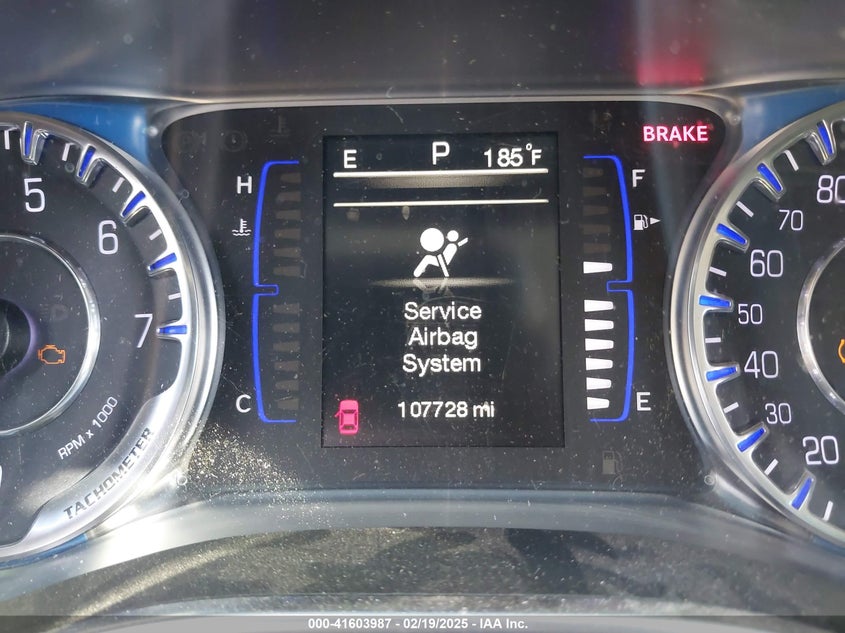 BRAKE
E P 185°F
H
F
5
6
7
RPM x 1000
TACHOMETER
C
E
Service
Airbag
System
107728 mi
80
70
60
50
40
30
20
000-41603987 - 02/19/2025 - IAA Inc.